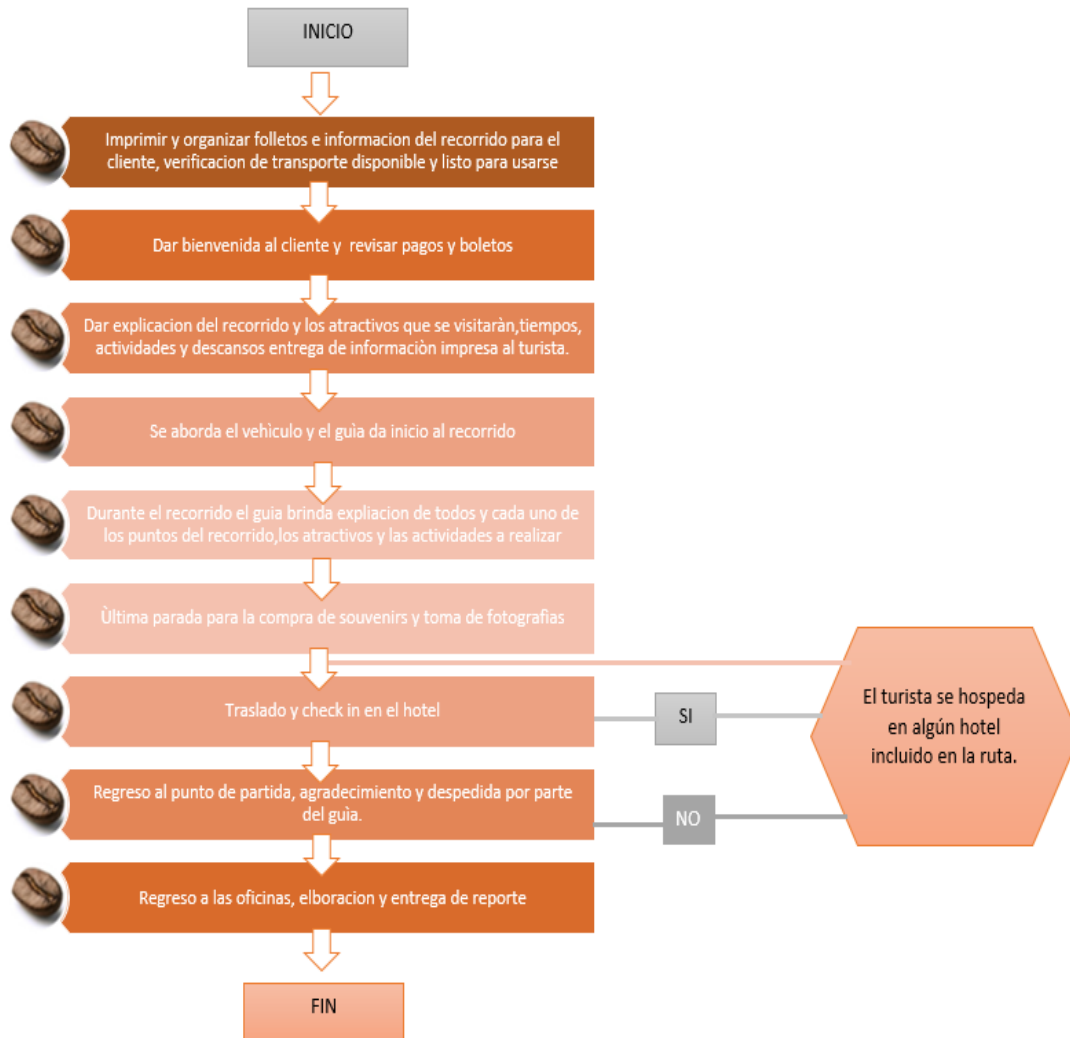 INICIO
Imprimir y organizar folletos e informacion del recorrido para el
cliente, verificacion de transporte disponible y listo para usarse
Dar bienvenida al cliente y revisar pagos y boletos
Dar explicacion del recorrido y los atractivos que se visitaràn,tiempos,
actividades y descansos entrega de informaciòn impresa al turista.
Se aborda el vehìculo y el guìa da inicio al recorrido
Durante el recorrido el guia brinda expliacion de todos y cada uno de
los puntos del recorrido,los atractivos y las actividades a realizar
Ùltima parada para la compra de souvenirs y toma de fotografias
Traslado y check in en el hotel
SI
El turista se hospeda
en algún hotel
incluido en la ruta.
Regreso al punto de partida, agradecimiento y despedida por parte
del guìa.
NO
Regreso a las oficinas, elboracion y entrega de reporte
FIN